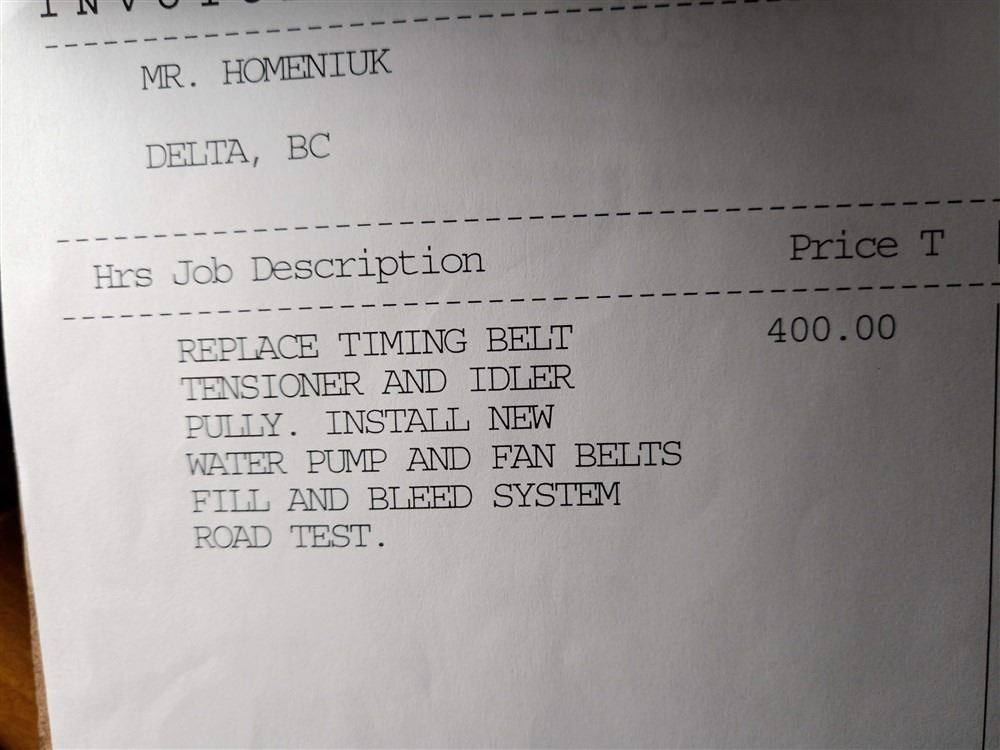 MR. HOMENIUK
DELTA, BC
Hrs Job Description Price T
REPLACE TIMING BELT 400.00
TENSIONER AND IDLER
PULLY. INSTALL NEW
WATER PUMP AND FAN BELTS
FILL AND BLEED SYSTEM
ROAD TEST.